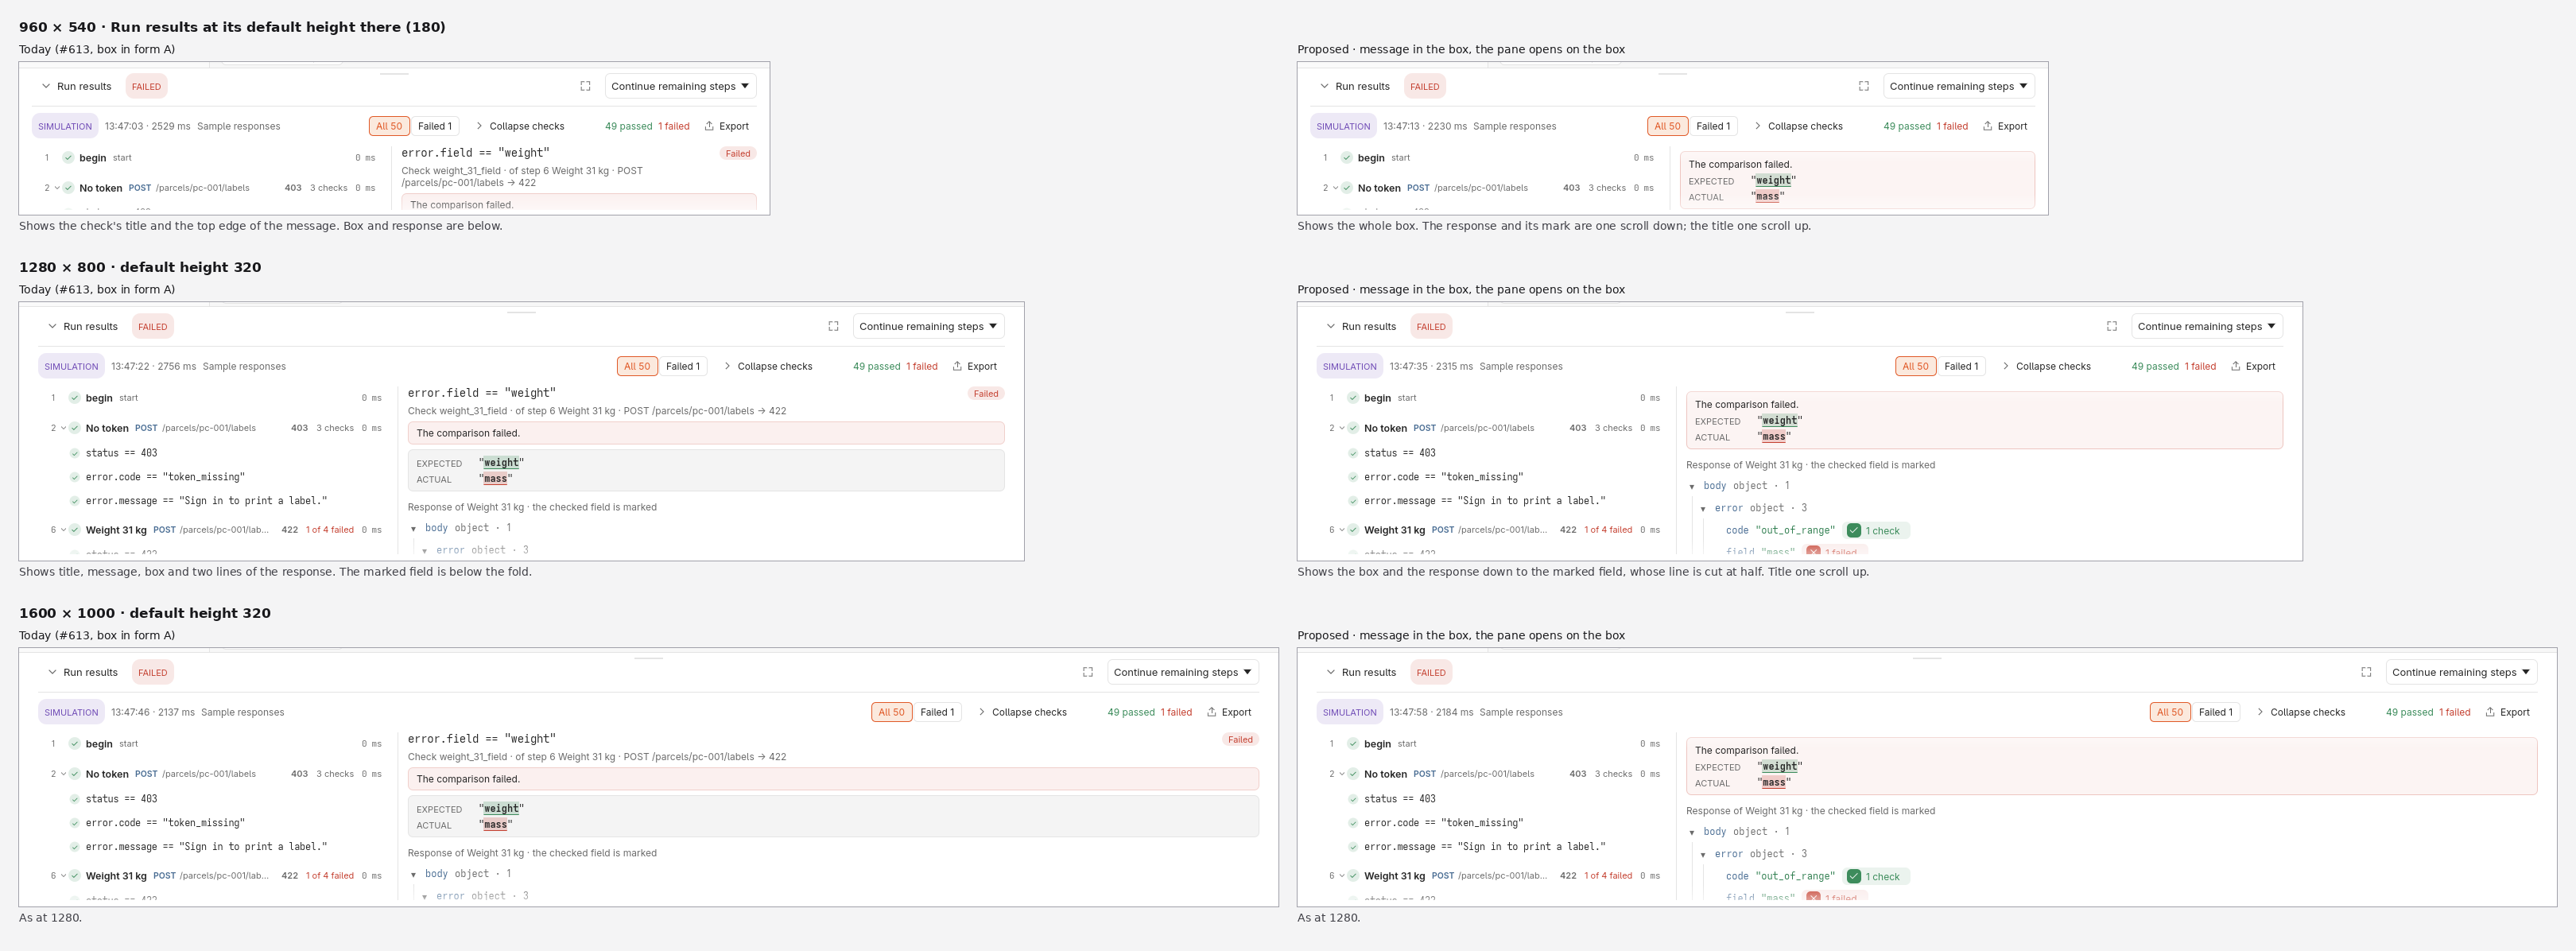 960 × 540 · Run results at its default height there (180)
Today (#613, box in form A)
Run results FAILED Continue remaining steps
SIMULATION 13:47:03 · 2529 ms Sample responses All 50 Failed 1 Collapse checks 49 passed 1 failed Export
1 begin start 0 ms
error.field == "weight" Failed
Check weight_31_field · of step 6 Weight 31 kg · POST
/parcels/pc-001/labels → 422
2 No token POST /parcels/pc-001/labels 403 3 checks 0 ms
The comparison failed.
Shows the check's title and the top edge of the message. Box and response are below.
Proposed · message in the box, the pane opens on the box
Run results FAILED Continue remaining steps
SIMULATION 13:47:13 · 2230 ms Sample responses All 50 Failed 1 Collapse checks 49 passed 1 failed Export
1 begin start 0 ms
2 No token POST /parcels/pc-001/labels 403 3 checks 0 ms
The comparison failed.
EXPECTED "weight"
ACTUAL "mass"
Shows the whole box. The response and its mark are one scroll down; the title one scroll up.
1280 × 800 · default height 320
Today (#613, box in form A)
Run results FAILED Continue remaining steps
SIMULATION 13:47:22 · 2756 ms Sample responses All 50 Failed 1 Collapse checks 49 passed 1 failed Export
1 begin start 0 ms
2 No token POST /parcels/pc-001/labels 403 3 checks 0 ms
status == 403
error.code == "token_missing"
error.message == "Sign in to print a label."
6 Weight 31 kg POST /parcels/pc-001/lab... 422 1 of 4 failed 0 ms
status == 422
error.field == "weight" Failed
Check weight_31_field · of step 6 Weight 31 kg · POST /parcels/pc-001/labels → 422
The comparison failed.
EXPECTED "weight"
ACTUAL "mass"
Response of Weight 31 kg · the checked field is marked
body object · 1
error object · 3
Shows title, message, box and two lines of the response. The marked field is below the fold.
Proposed · message in the box, the pane opens on the box
Run results FAILED Continue remaining steps
SIMULATION 13:47:35 · 2315 ms Sample responses All 50 Failed 1 Collapse checks 49 passed 1 failed Export
1 begin start 0 ms
2 No token POST /parcels/pc-001/labels 403 3 checks 0 ms
status == 403
error.code == "token_missing"
error.message == "Sign in to print a label."
6 Weight 31 kg POST /parcels/pc-001/lab... 422 1 of 4 failed 0 ms
status == 422
The comparison failed.
EXPECTED "weight"
ACTUAL "mass"
Response of Weight 31 kg · the checked field is marked
body object · 1
error object · 3
code "out_of_range" 1 check
field "mass" 1 failed
Shows the box and the response down to the marked field, whose line is cut at half. Title one scroll up.
1600 × 1000 · default height 320
Today (#613, box in form A)
Run results FAILED Continue remaining steps
SIMULATION 13:47:46 · 2137 ms Sample responses All 50 Failed 1 Collapse checks 49 passed 1 failed Export
1 begin start 0 ms
2 No token POST /parcels/pc-001/labels 403 3 checks 0 ms
status == 403
error.code == "token_missing"
error.message == "Sign in to print a label."
6 Weight 31 kg POST /parcels/pc-001/lab... 422 1 of 4 failed 0 ms
status == 422
error.field == "weight" Failed
Check weight_31_field · of step 6 Weight 31 kg · POST /parcels/pc-001/labels → 422
The comparison failed.
EXPECTED "weight"
ACTUAL "mass"
Response of Weight 31 kg · the checked field is marked
body object · 1
error object · 3
As at 1280.
Proposed · message in the box, the pane opens on the box
Run results FAILED Continue remaining steps
SIMULATION 13:47:58 · 2184 ms Sample responses All 50 Failed 1 Collapse checks 49 passed 1 failed Export
1 begin start 0 ms
2 No token POST /parcels/pc-001/labels 403 3 checks 0 ms
status == 403
error.code == "token_missing"
error.message == "Sign in to print a label."
6 Weight 31 kg POST /parcels/pc-001/lab... 422 1 of 4 failed 0 ms
status == 422
The comparison failed.
EXPECTED "weight"
ACTUAL "mass"
Response of Weight 31 kg · the checked field is marked
body object · 1
error object · 3
code "out_of_range" 1 check
field "mass" 1 failed
As at 1280.